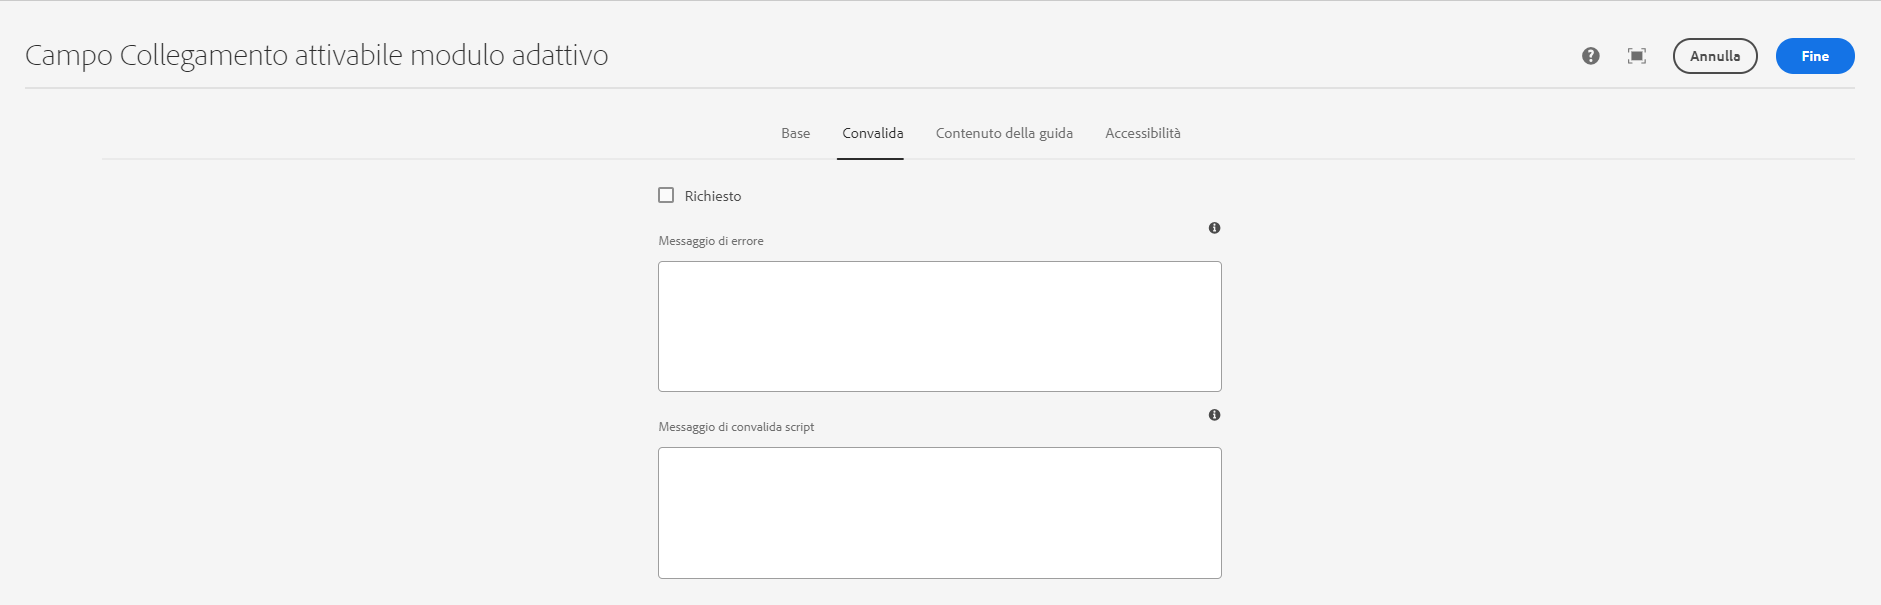 Campo Collegamento attivabile modulo adattivo
Annulla
Fine
Base
Convalida
Contenuto della guida
Accessibilità
Richiesto
Messaggio di errore
Messaggio di convalida script